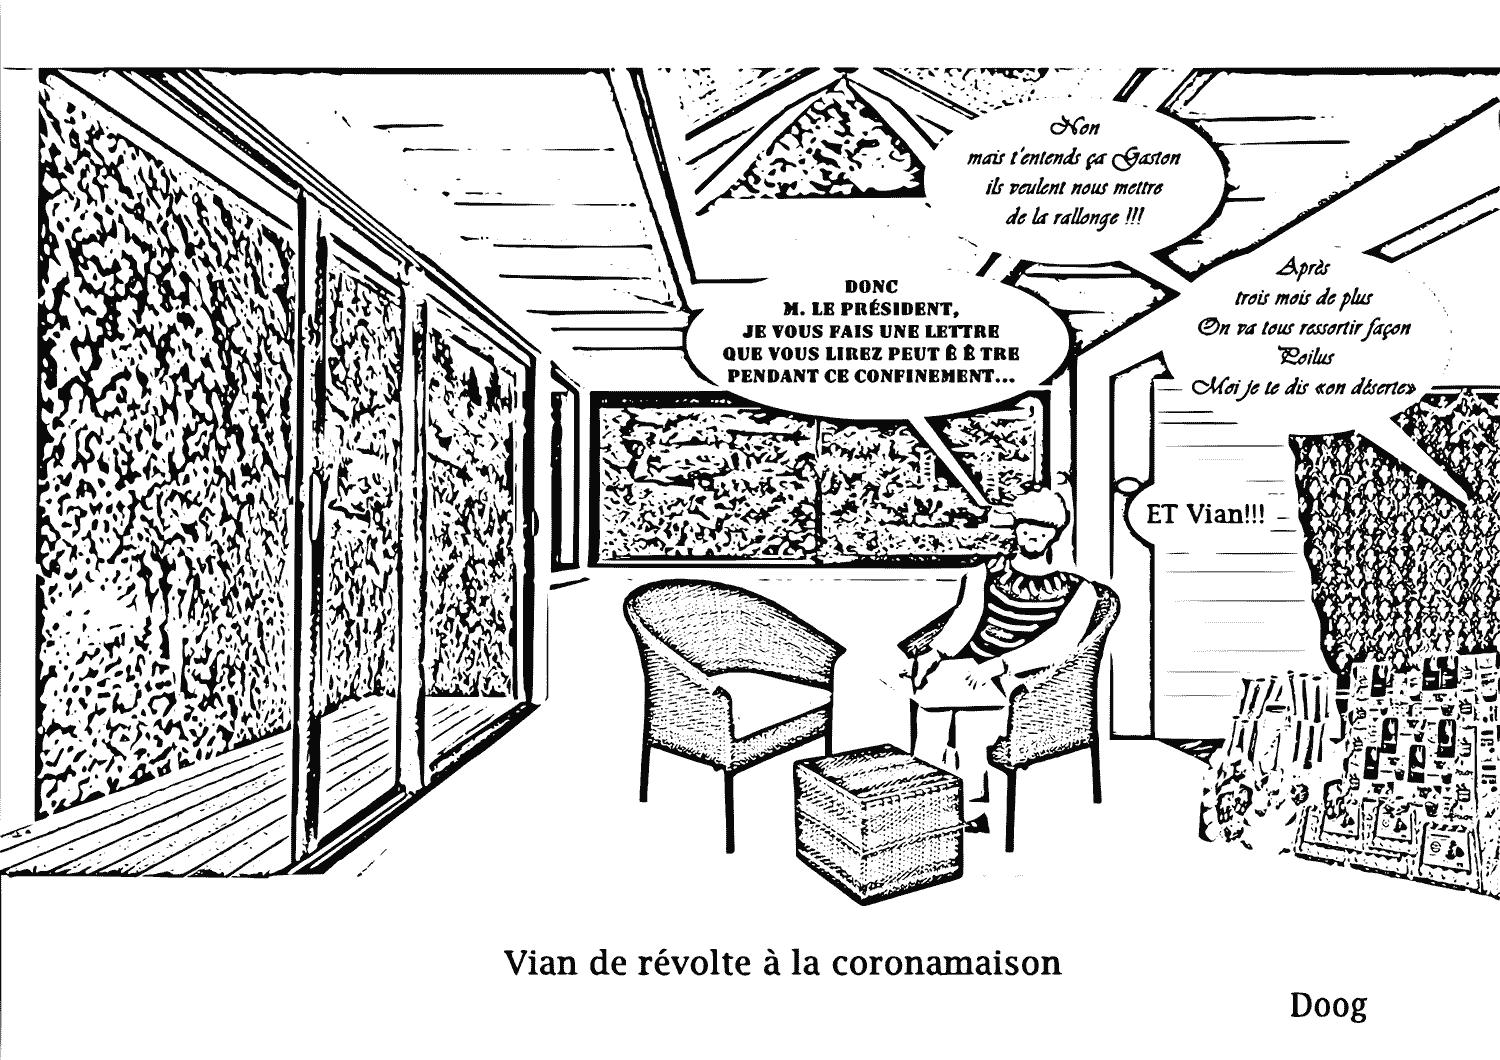 Non
mais t'entends ça Gaston
ils veulent nous mettre
de la rallonge !!!
Après
trois mois de plus
On va tous ressortir façon
Poilus
Moi je te dis «on déserte»
DONC
M. LE PRÉSIDENT,
JE VOUS FAIS UNE LETTRE
QUE VOUS LIREZ PEUT Ê Ê TRE
PENDANT CE CONFINEMENT...
ET Vian!!!
Vian de révolte à la coronamaison
Doog